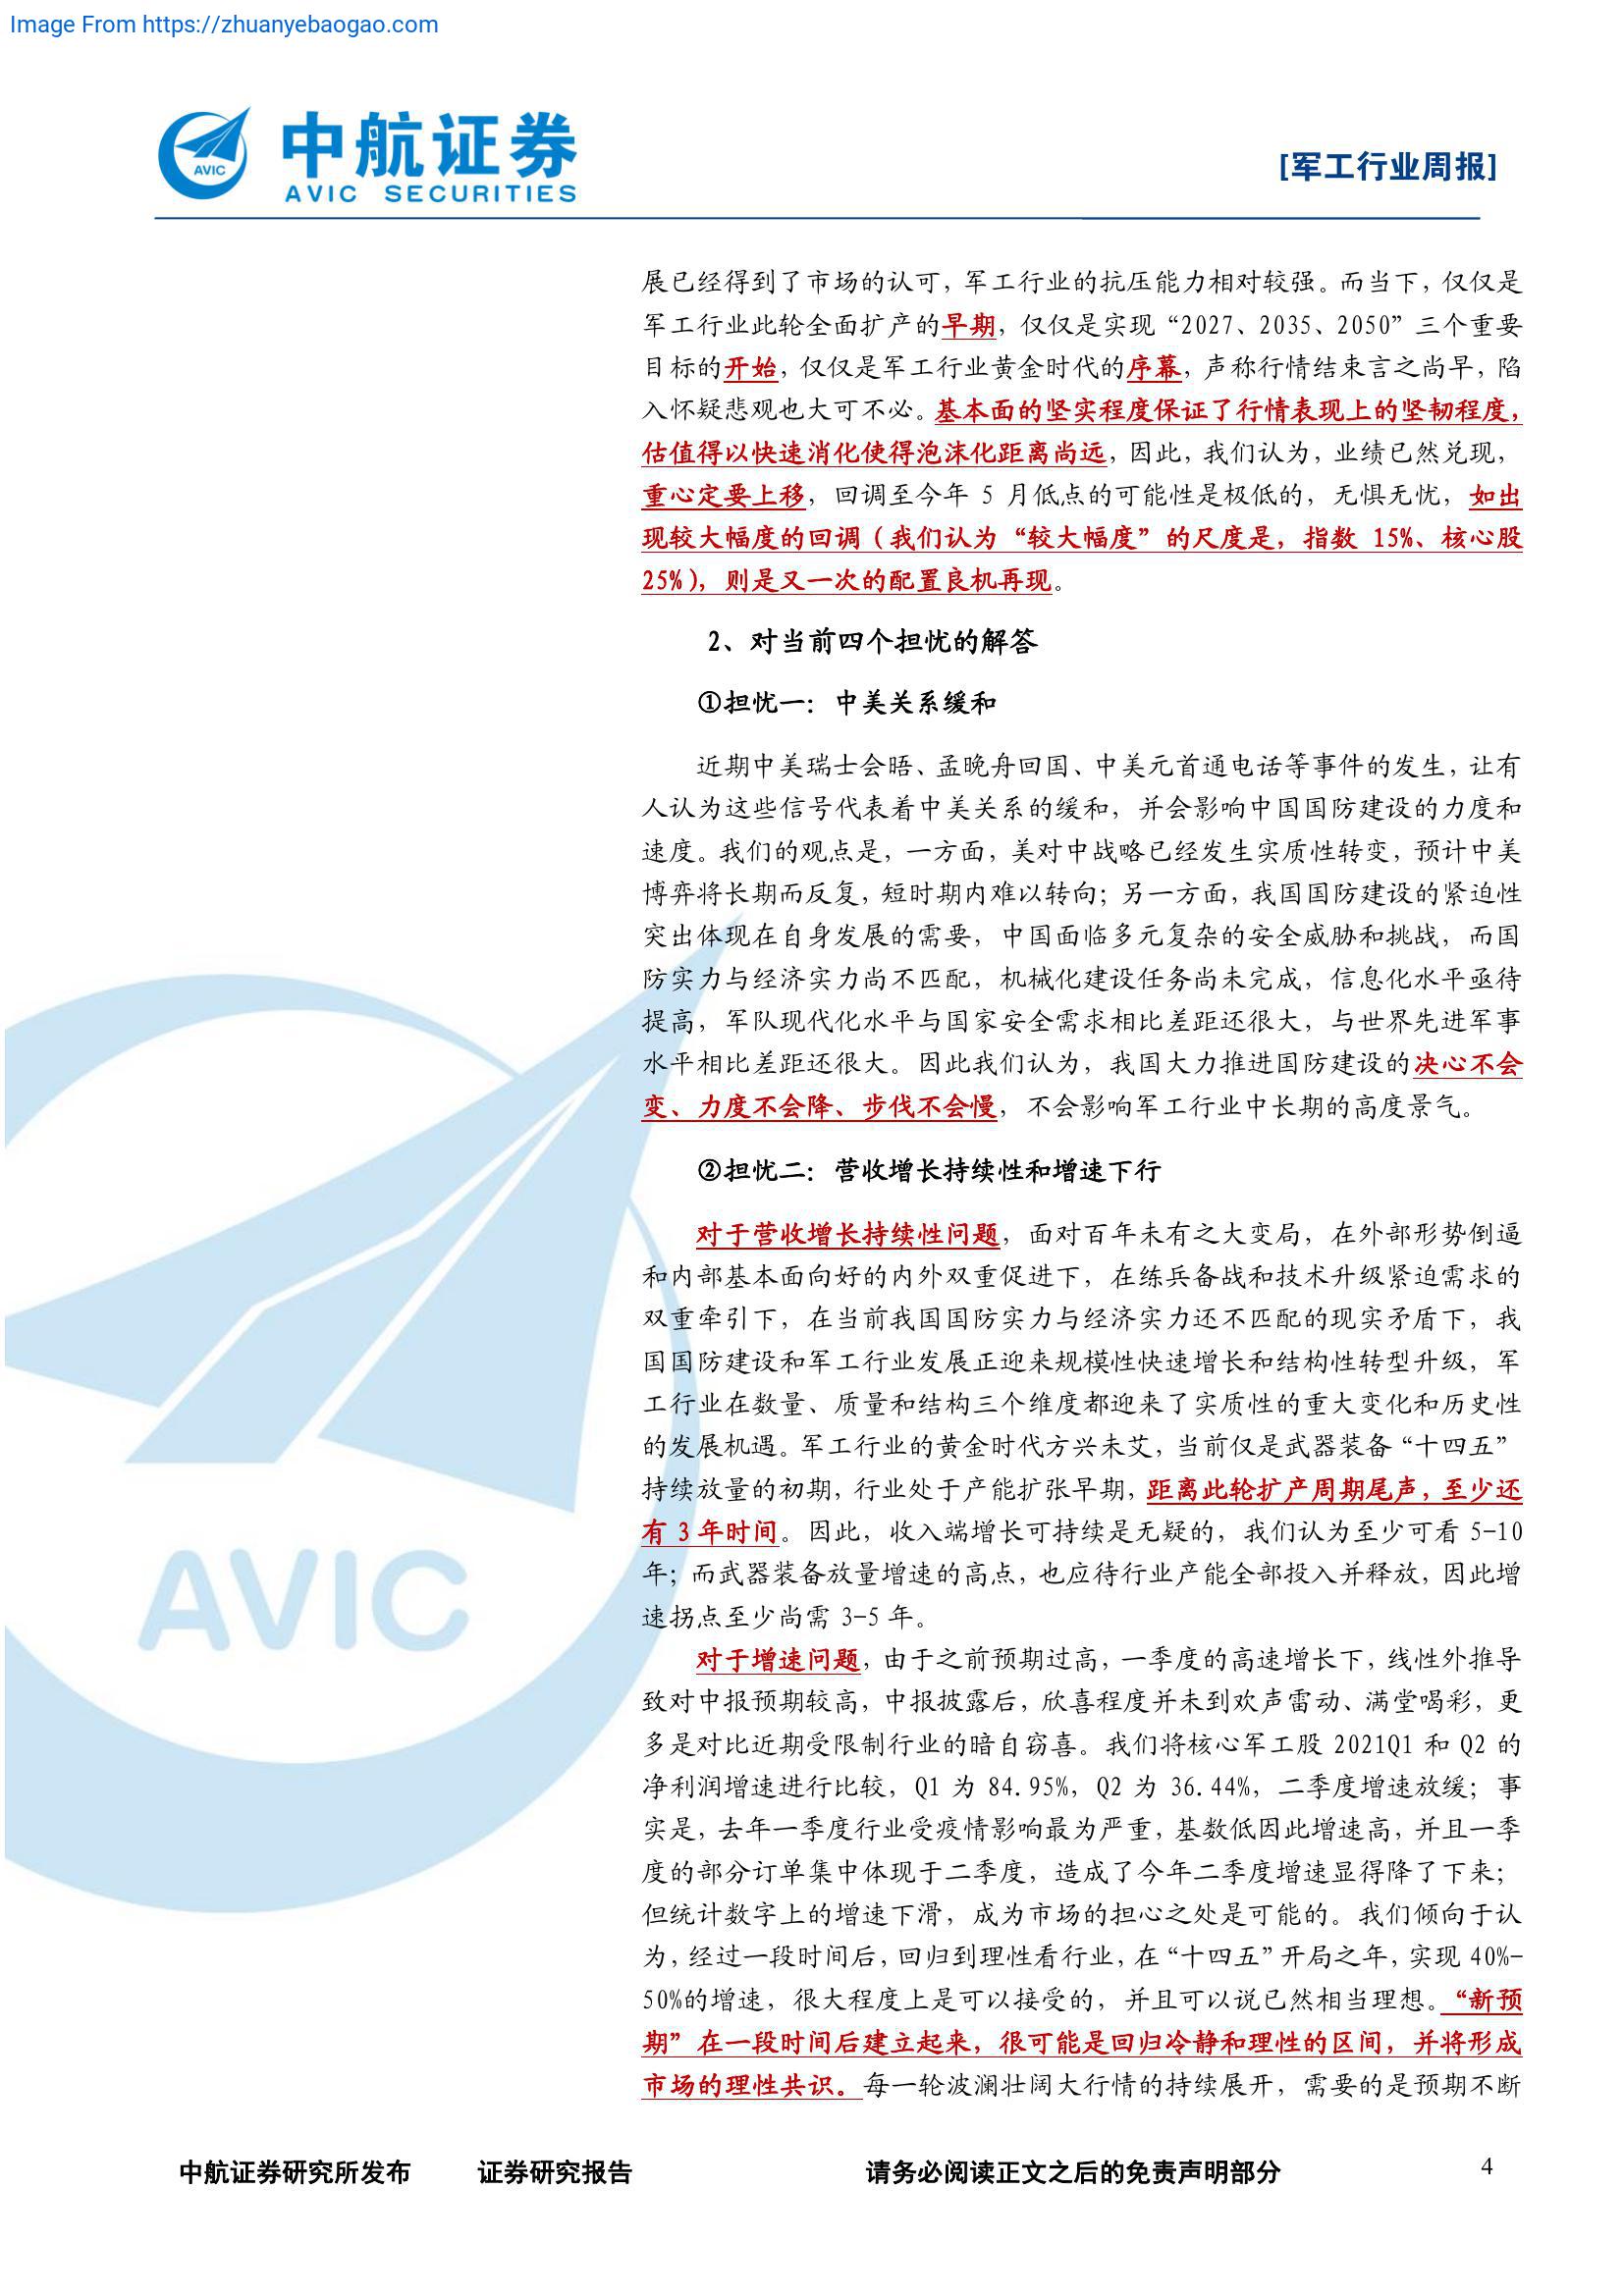 Image From https://zhuanyebaogao.com
AVIC
中航证券
AVIC SECURITIES
[军工行业周报]
展已经得到了市场的认可，军工行业的抗压能力相对较强。而当下，仅仅是
军工行业此轮全面扩产的早期，仅仅是实现“2027、2035、2050”三个重要
目标的开始，仅仅是军工行业黄金时代的序幕，声称行情结束言之尚早，陷
入怀疑悲观也大可不必。基本面的坚实程度保证了行情表现上的坚韧程度，
估值得以快速消化使得泡沫化距离尚远，因此，我们认为，业绩已然兑现，
重心定要上移，回调至今年 5 月低点的可能性是极低的，无惧无忧，如出
现较大幅度的回调（我们认为“较大幅度”的尺度是，指数 15%、核心股
25%），则是又一次的配置良机再现。
2、对当前四个担忧的解答
①担忧一：中美关系缓和
近期中美瑞士会晤、孟晚舟回国、中美元首通电话等事件的发生，让有
人认为这些信号代表着中美关系的缓和，并会影响中国国防建设的力度和
速度。我们的观点是，一方面，美对中战略已经发生实质性转变，预计中美
博弈将长期而反复，短时期内难以转向；另一方面，我国国防建设的紧迫性
突出体现在自身发展的需要，中国面临多元复杂的安全威胁和挑战，而国
防实力与经济实力尚不匹配，机械化建设任务尚未完成，信息化水平亟待
提高，军队现代化水平与国家安全需求相比差距还很大，与世界先进军事
水平相比差距还很大。因此我们认为，我国大力推进国防建设的决心不会
变、力度不会降、步伐不会慢，不会影响军工行业中长期的高度景气。
②担忧二：营收增长持续性和增速下行
对于营收增长持续性问题，面对百年未有之大变局，在外部形势倒逼
和内部基本面向好的内外双重促进下，在练兵备战和技术升级紧迫需求的
双重牵引下，在当前我国国防实力与经济实力还不匹配的现实矛盾下，我
国国防建设和军工行业发展正迎来规模性快速增长和结构性转型升级，军
工行业在数量、质量和结构三个维度都迎来了实质性的重大变化和历史性
的发展机遇。军工行业的黄金时代方兴未艾，当前仅是武器装备“十四五”
持续放量的初期，行业处于产能扩张早期，距离此轮扩产周期尾声，至少还
有 3 年时间。因此，收入端增长可持续是无疑的，我们认为至少可看 5-10
年；而武器装备放量增速的高点，也应待行业产能全部投入并释放，因此增
速拐点至少尚需 3-5 年。
对于增速问题，由于之前预期过高，一季度的高速增长下，线性外推导
致对中报预期较高，中报披露后，欣喜程度并未到欢声雷动、满堂喝彩，更
多是对比近期受限制行业的暗自窃喜。我们将核心军工股 2021Q1 和 Q2 的
净利润增速进行比较，Q1 为 84.95%，Q2 为 36.44%，二季度增速放缓；事
实是，去年一季度行业受疫情影响最为严重，基数低因此增速高，并且一季
度的部分订单集中体现于二季度，造成了今年二季度增速显得降了下来；
但统计数字上的增速下滑，成为市场的担心之处是可能的。我们倾向于认
为，经过一段时间后，回归到理性看行业，在“十四五”开局之年，实现 40%-
50%的增速，很大程度上是可以接受的，并且可以说已然相当理想。“新预
期”在一段时间后建立起来，很可能是回归冷静和理性的区间，并将形成
市场的理性共识。每一轮波澜壮阔大行情的持续展开，需要的是预期不断
AVIC
中航证券研究所发布 证券研究报告 请务必阅读正文之后的免责声明部分 4